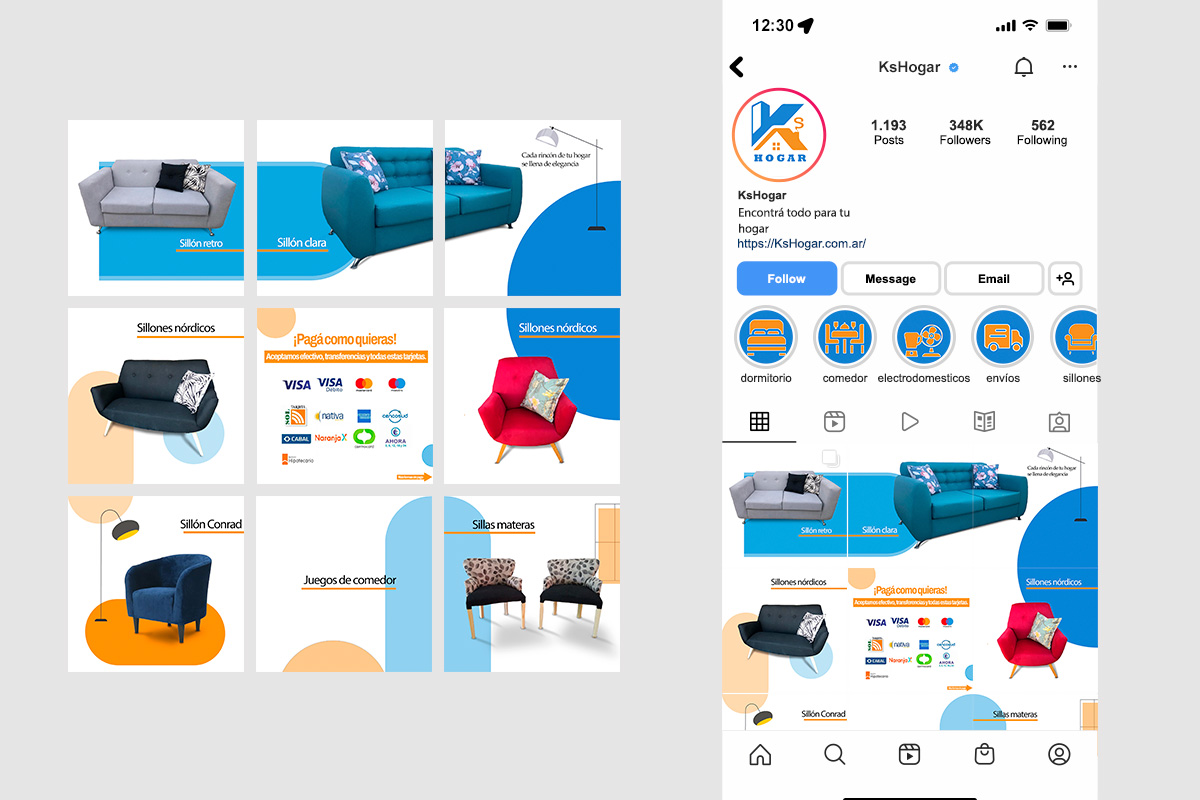 Sillón retro
Sillón clara
Cada rincón de tu hogar
se llena de elegancia
Sillones nórdicos
¡Pagá como quieras!
Aceptamos efectivo, transferencias y todas estas tarjetas.
VISA
VISA
Débito
nativa
cencosud
CABAL
Naranja X
AHORA
Hipotecario
Sillones nórdicos
Sillón Conrad
Juegos de comedor
Sillas materas
12:30
KsHogar
Ks
HOGAR
1.193
Posts
348K
Followers
562
Following
KsHogar
Encontrá todo para tu
hogar
https://KsHogar.com.ar/
Follow
Message
Email
dormitorio
comedor
electrodomesticos
envíos
sillones
Sillón retro
Sillón clara
Cada rincón de tu hogar
se llena de elegancia
Sillones nórdicos
¡Pagá como quieras!
Aceptamos efectivo, transferencias y todas estas tarjetas.
VISA
VISA
Débito
nativa
cencosud
CABAL
Naranja X
AHORA
Hipotecario
Sillones nórdicos
Sillón Conrad
Sillas materas